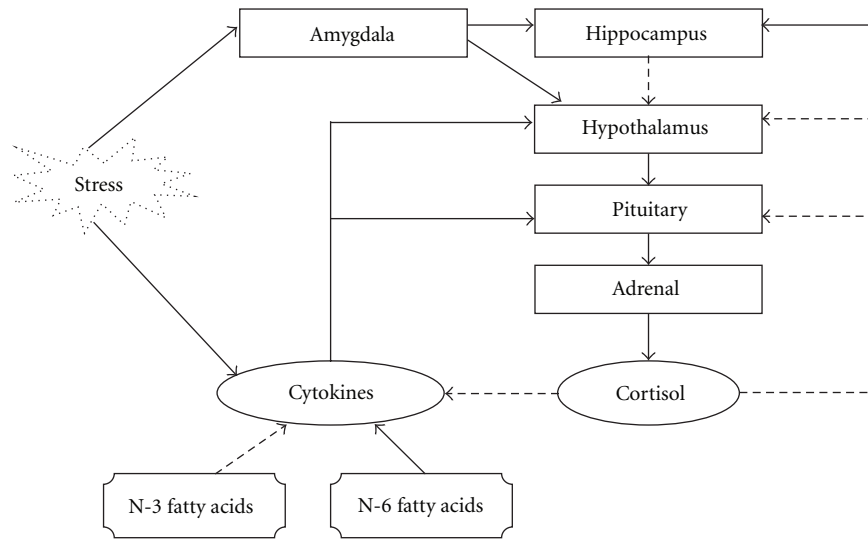 Amygdala
Hippocampus
Hypothalamus
Stress
Pituitary
Adrenal
Cytokines
Cortisol
N-3 fatty acids
N-6 fatty acids